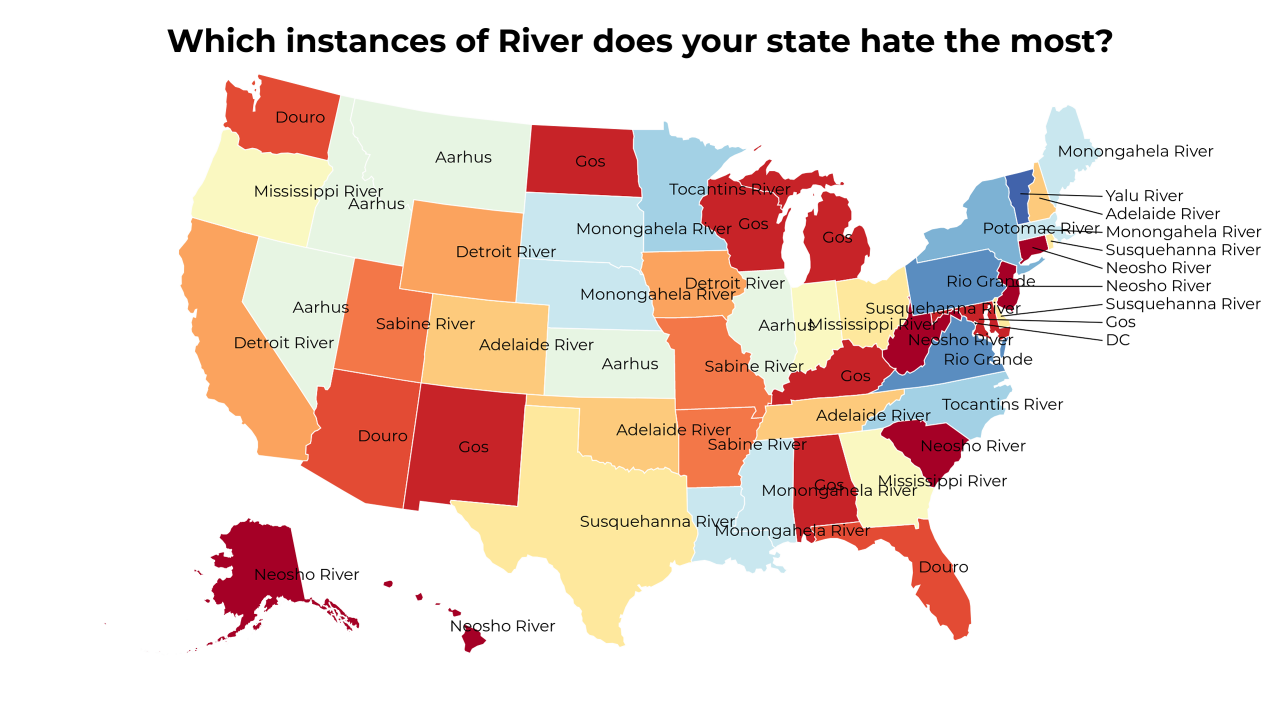 Which instances of River does your state hate the most?
Douro
Aarhus
Gos
Monongahela River
Mississippi River
Aarhus
Tocantins River
Yalu River
Adelaide River
Gos
Gos
Monongahela River
Potomac River
Monongahela River
Susquehanna River
Detroit River
Neosho River
Detroit River
Rio Grande
Neosho River
Monongahela River
Susquehanna River
Susquehanna River
Aarhus
Sabine River
Aarhus
Mississippi River
Gos
Detroit River
Adelaide River
Neosho River
DC
Rio Grande
Aarhus
Sabine River
Gos
Tocantins River
Adelaide River
Douro
Gos
Adelaide River
Sabine River
Neosho River
Gos
Monongahela River
Mississippi River
Susquehanna River
Monongahela River
Douro
Neosho River
Neosho River